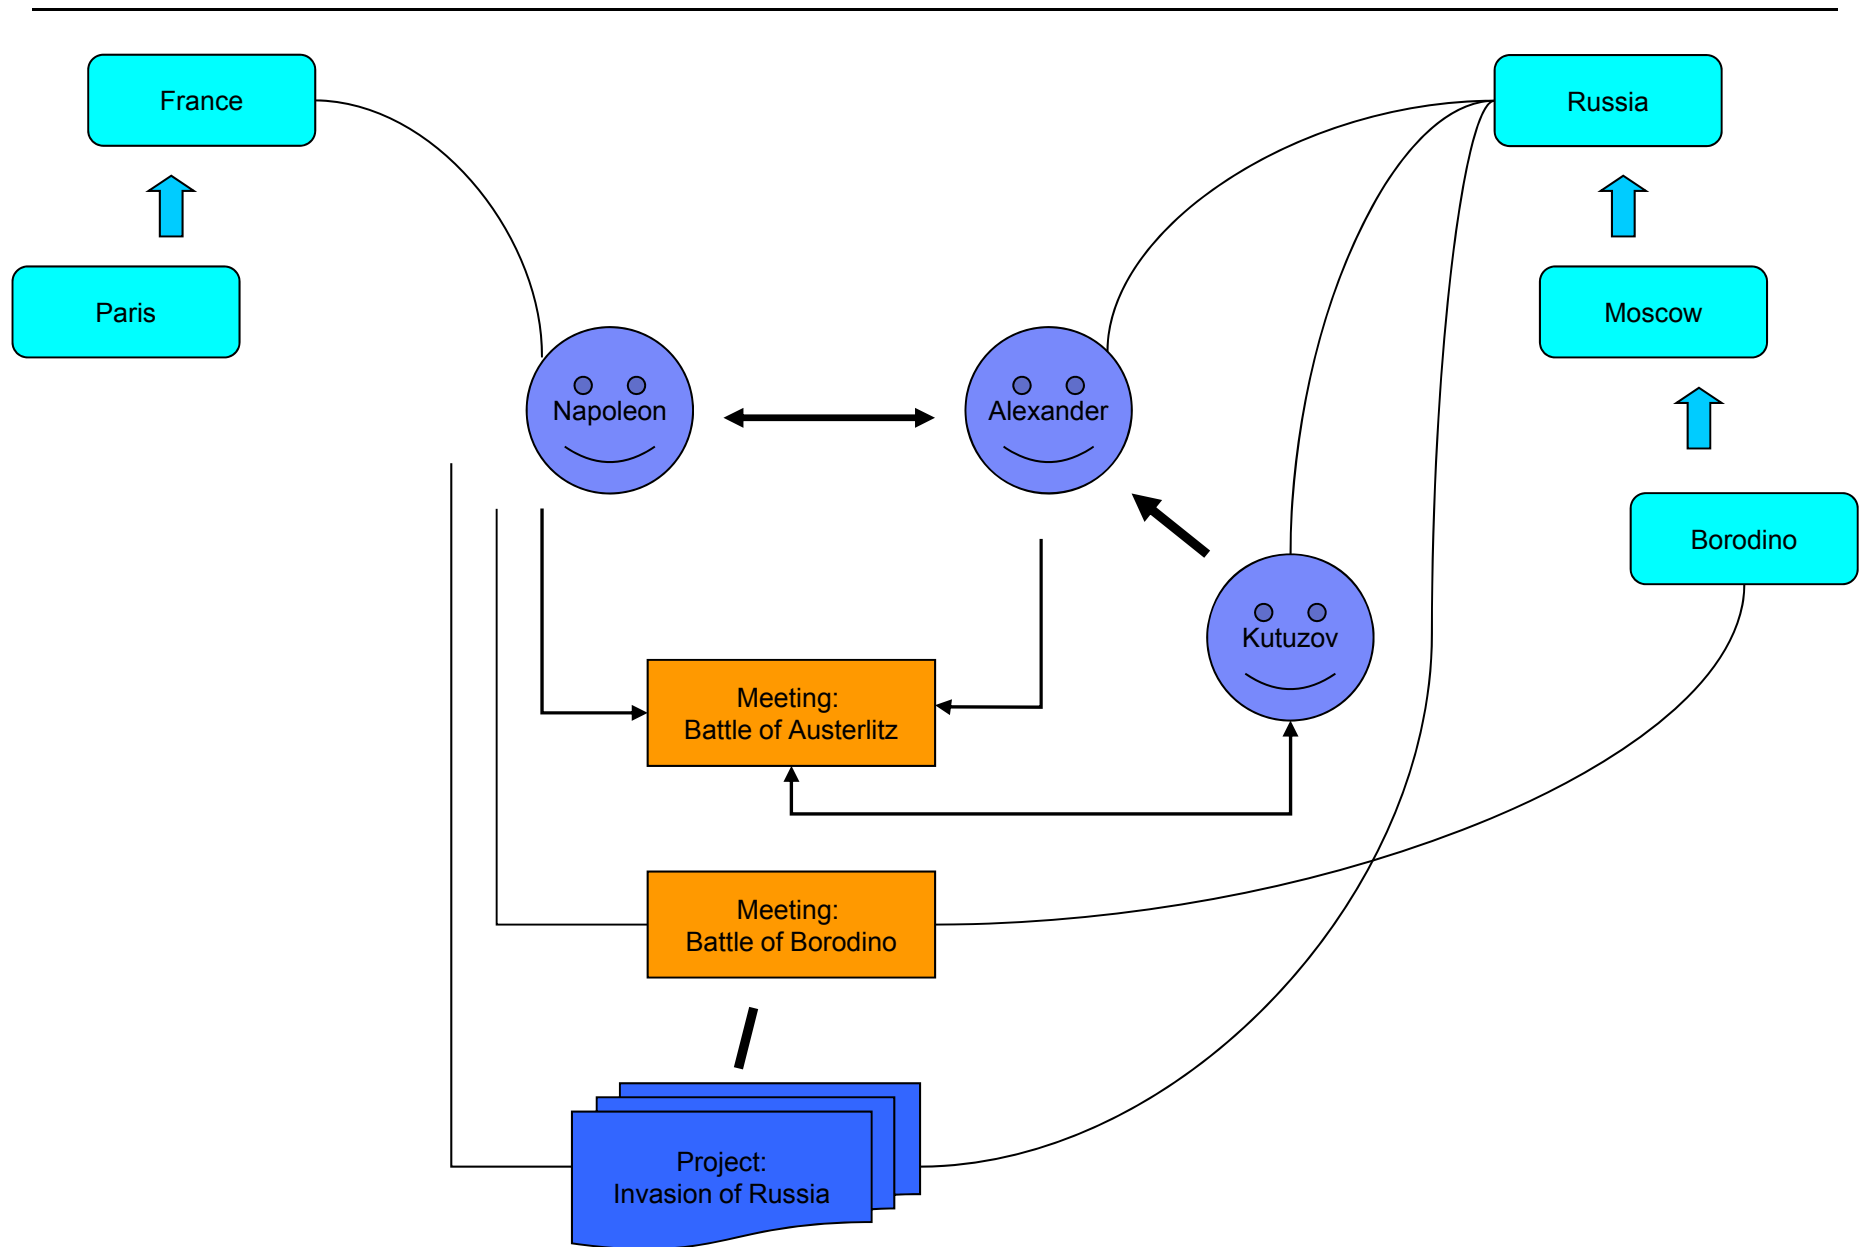 France
Russia
Paris
Moscow
Napoleon
Alexander
Borodino
Kutuzov
Meeting:
Battle of Austerlitz
Meeting:
Battle of Borodino
Project:
Invasion of Russia